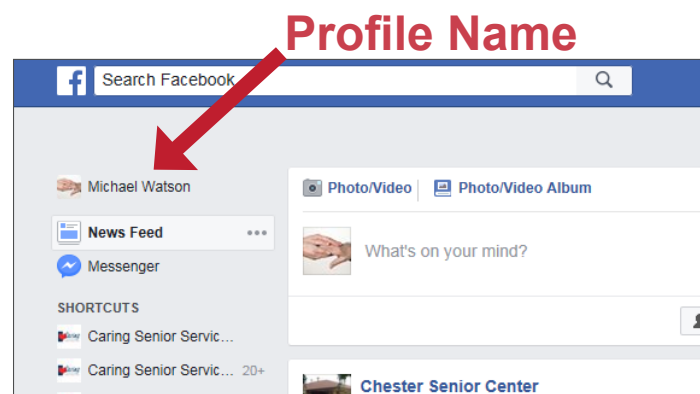 Profile Name
f Search Facebook
Michael Watson
Photo/Video Photo/Video Album
News Feed •••
What's on your mind?
Messenger
SHORTCUTS
Caring Senior Servic...
Caring Senior Servic... 20+
Chester Senior Center